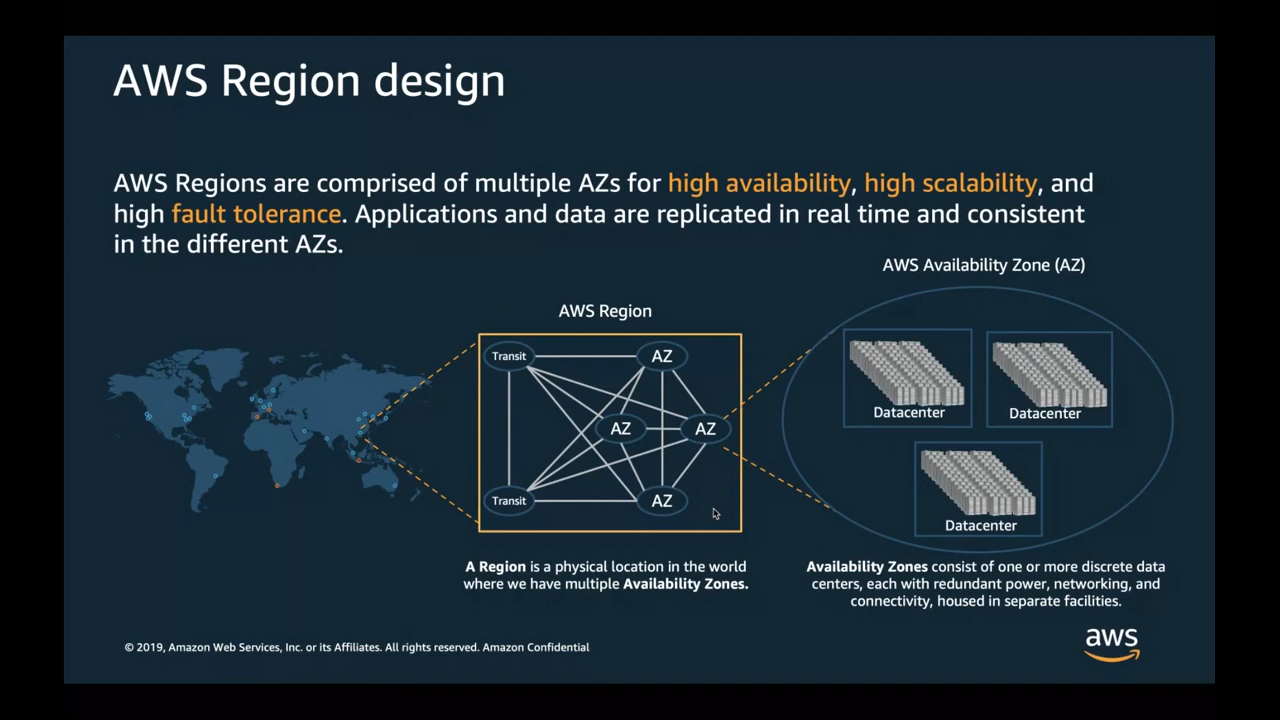 AWS Region design
AWS Regions are comprised of multiple AZs for high availability, high scalability, and
high fault tolerance. Applications and data are replicated in real time and consistent
in the different AZs.
AWS Availability Zone (AZ)
AWS Region
Transit
AZ
AZ
AZ
Transit
AZ
Datacenter
Datacenter
Datacenter
A Region is a physical location in the world
where we have multiple Availability Zones.
Availability Zones consist of one or more discrete data
centers, each with redundant power, networking, and
connectivity, housed in separate facilities.
© 2019, Amazon Web Services, Inc. or its Affiliates. All rights reserved. Amazon Confidential
aws